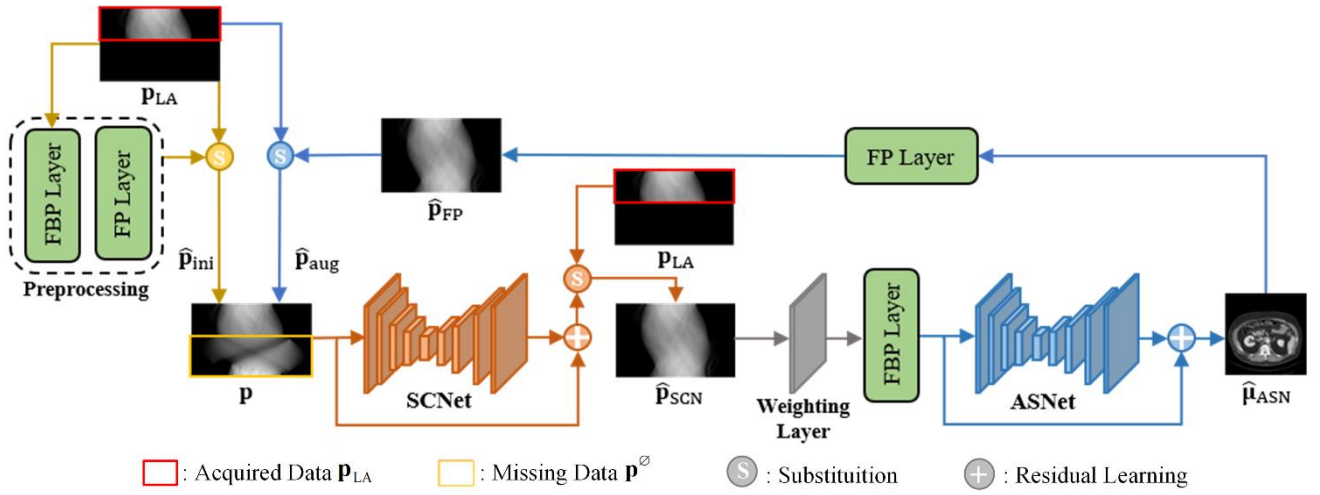 p_LA
FBP Layer
FP Layer
Preprocessing
S
S
p̂_ini
p̂_aug
p̂_FP
FP Layer
p_LA
S
p
SCNet
+
p̂_SCN
Weighting
Layer
FBP Layer
ASNet
+
μ̂_ASN
: Acquired Data p_LA
: Missing Data p^∅
S : Substituition
+ : Residual Learning